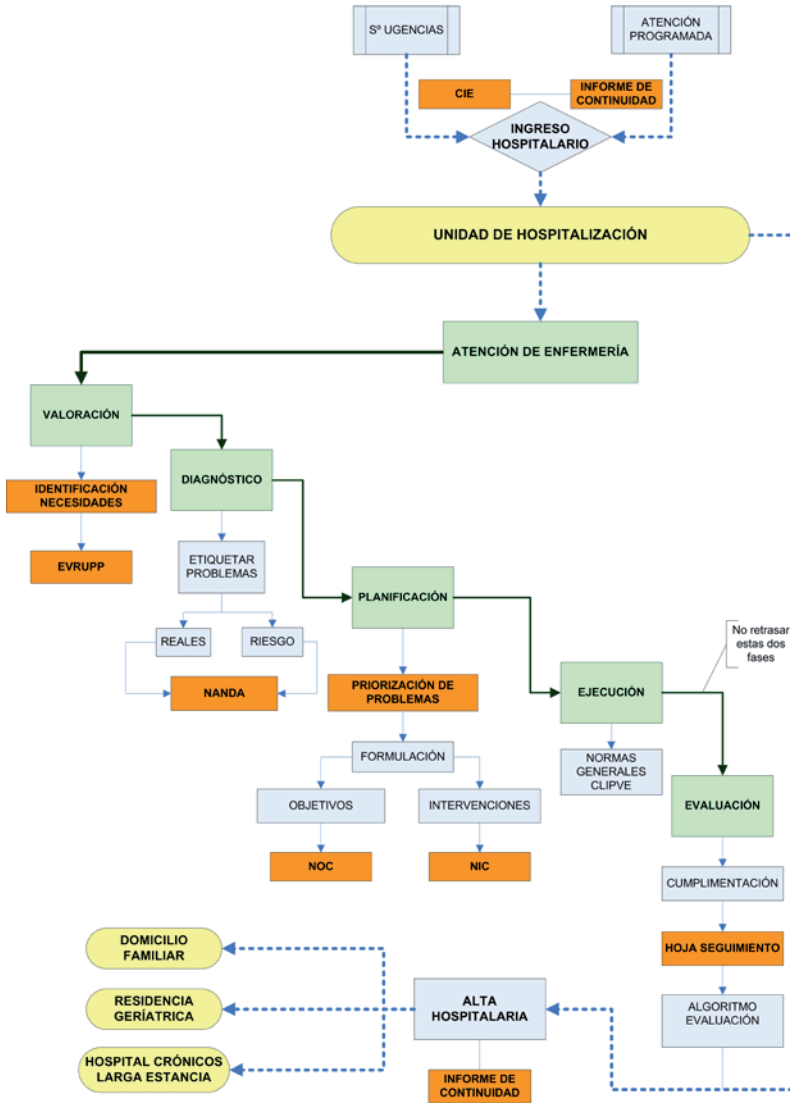 Sº UGENCIAS
ATENCIÓN
PROGRAMADA
CIE
INFORME DE
CONTINUIDAD
INGRESO
HOSPITALARIO
UNIDAD DE HOSPITALIZACIÓN
ATENCIÓN DE ENFERMERÍA
VALORACIÓN
IDENTIFICACIÓN
NECESIDADES
EVRUPP
DIAGNÓSTICO
ETIQUETAR
PROBLEMAS
REALES
RIESGO
NANDA
PLANIFICACIÓN
PRIORIZACIÓN DE
PROBLEMAS
FORMULACIÓN
OBJETIVOS
INTERVENCIONES
NOC
NIC
EJECUCIÓN
NORMAS
GENERALES
CLIPVE
No retrasar
estas dos
fases
EVALUACIÓN
CUMPLIMENTACIÓN
HOJA SEGUIMIENTO
ALGORITMO
EVALUACIÓN
ALTA
HOSPITALARIA
INFORME DE
CONTINUIDAD
DOMICILIO
FAMILIAR
RESIDENCIA
GERÍATRICA
HOSPITAL CRÓNICOS
LARGA ESTANCIA